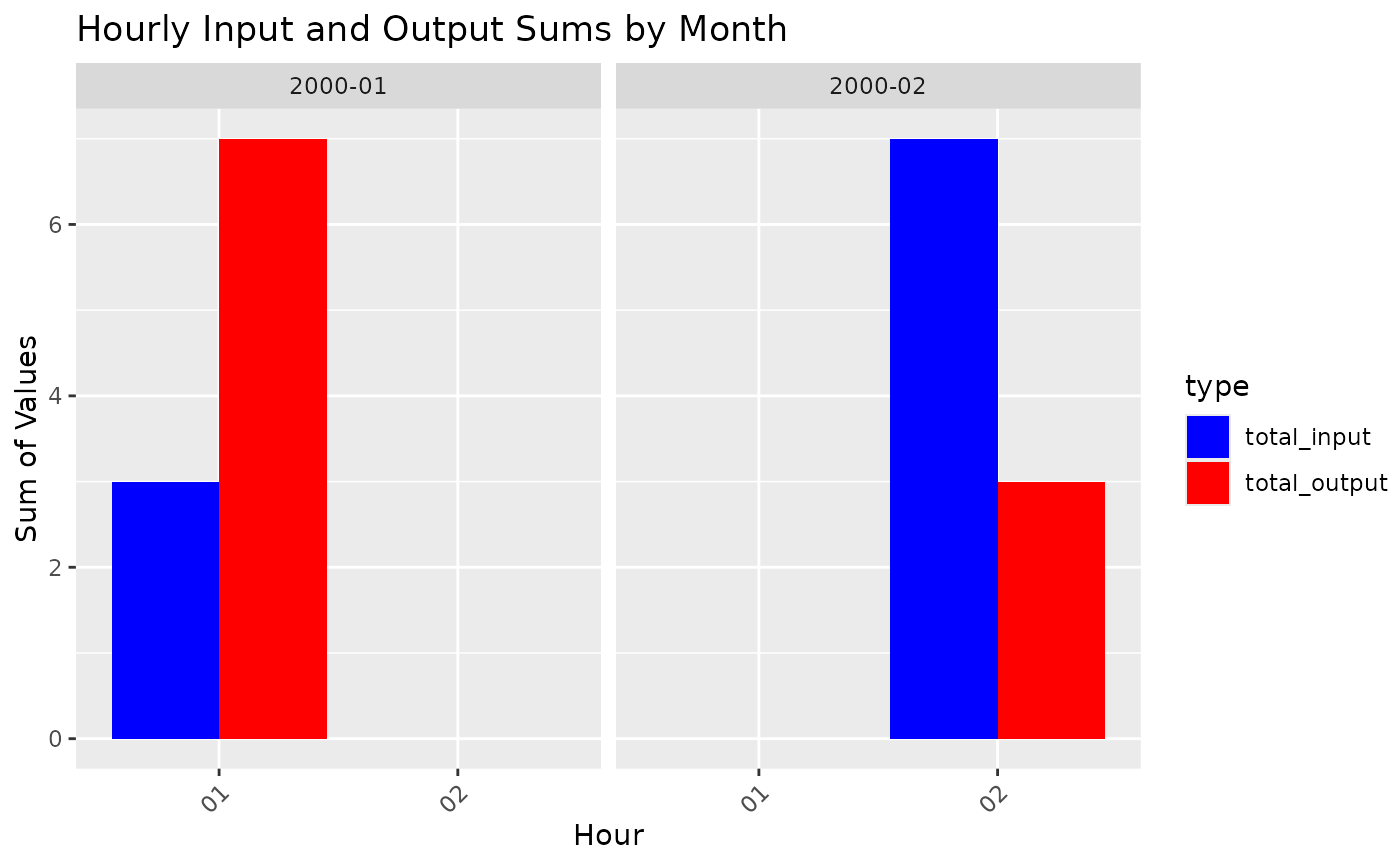 Hourly Input and Output Sums by Month
2000-01
2000-02
Sum of Values
6
4
2
0
01
02
01
02
Hour
type
total_input
total_output